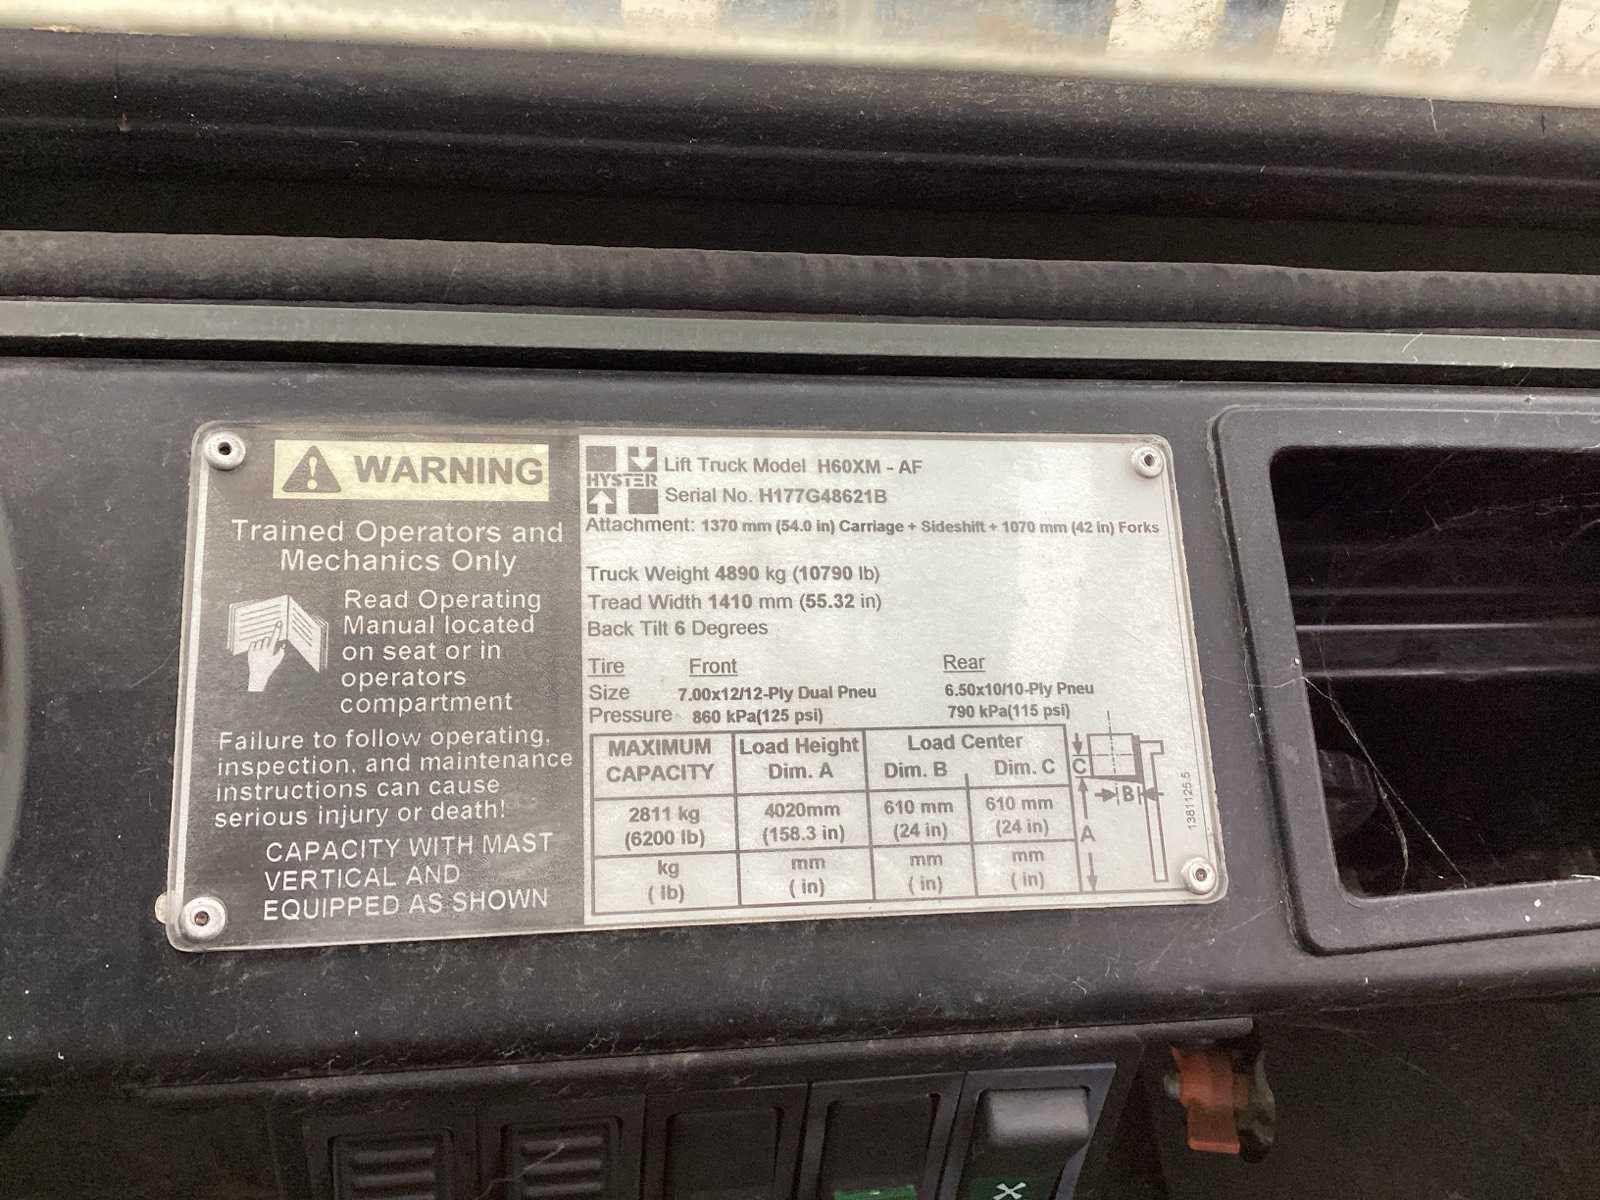 WARNING
Trained Operators and
Mechanics Only
Read Operating
Manual located
on seat or in
operators
compartment
Failure to follow operating,
inspection, and maintenance
instructions can cause
serious injury or death!
CAPACITY WITH MAST
VERTICAL AND
EQUIPPED AS SHOWN
HYSTER
Lift Truck Model H60XM - AF
Serial No. H177G48621B
Attachment: 1370 mm (54.0 in) Carriage + Sideshift + 1070 mm (42 in) Forks
Truck Weight 4890 kg (10790 lb)
Tread Width 1410 mm (55.32 in)
Back Tilt 6 Degrees
Tire Front Rear
Size 7.00x12/12-Ply Dual Pneu 6.50x10/10-Ply Pneu
Pressure 860 kPa(125 psi) 790 kPa(115 psi)
MAXIMUM Load Height Load Center
CAPACITY Dim. A Dim. B Dim. C
2811 kg 4020mm 610 mm 610 mm
(6200 lb) (158.3 in) (24 in) (24 in)
kg mm mm mm
( lb) ( in) ( in) ( in)
C
B
A
1381125.5